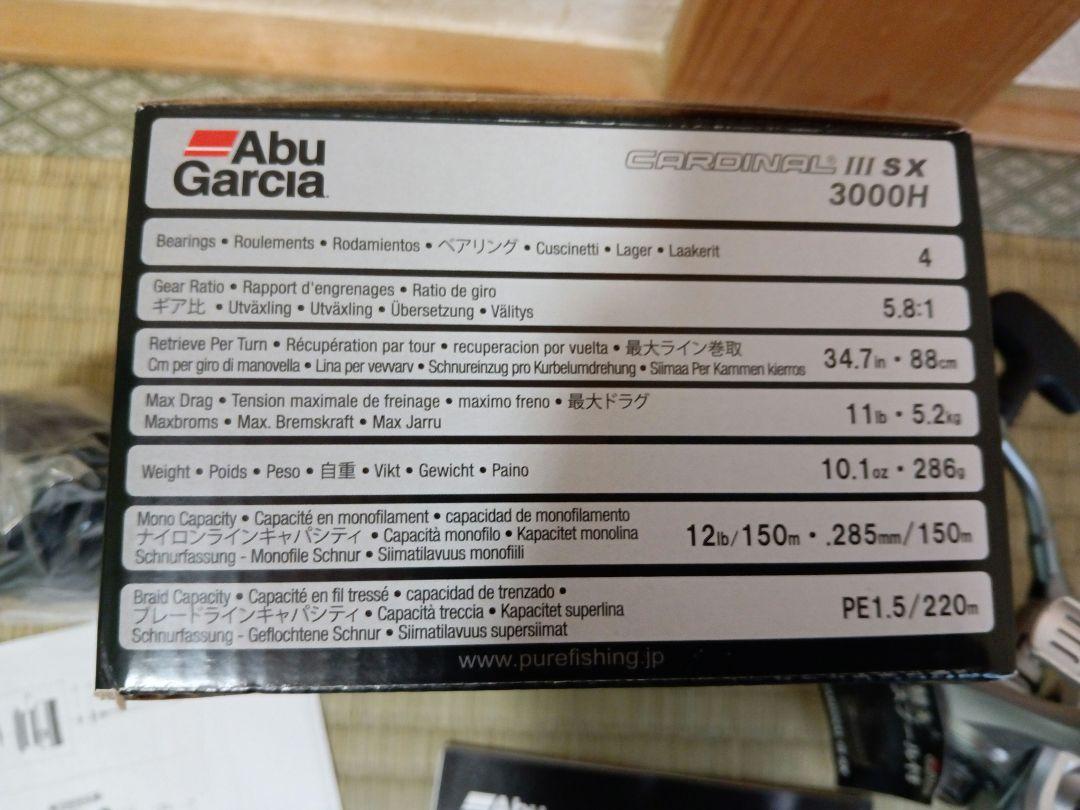 Abu
Garcia
CARDINAL® III SX
3000H
Bearings • Roulements • Rodamientos • ベアリング • Cuscinetti • Lager • Laakerit
4
Gear Ratio • Rapport d'engrenages • Ratio de giro
ギア比 • Utväxling • Utväxling • Übersetzung • Välitys
5.8:1
Retrieve Per Turn • Récupération par tour • recuperacion por vuelta • 最大ライン巻取
Cm per giro di manovella • Lina per vevvarv • Schnureinzug pro Kurbelumdrehung • Siimaa Per Kammen kierros
34.7in • 88cm
Max Drag • Tension maximale de freinage • maximo freno • 最大ドラグ
Maxbroms • Max. Bremskraft • Max Jarru
11lb • 5.2kg
Weight • Poids • Peso • 自重 • Vikt • Gewicht • Paino
10.1oz • 286g
Mono Capacity • Capacité en monofilament • capacidad de monofilamento
ナイロンラインキャパシティ • Capacità monofilo • Kapacitet monolina
Schnurfassung - Monofile Schnur • Siimatilavuus monofiili
12lb/150m • .285mm/150m
Braid Capacity • Capacité en fil tressé • capacidad de trenzado •
ブレードラインキャパシティ • Capacità treccia • Kapacitet superlina
Schnurfassung - Geflochtene Schnur • Siimatilavuus supersiimat
PE1.5/220m
www.purefishing.jp
Abu